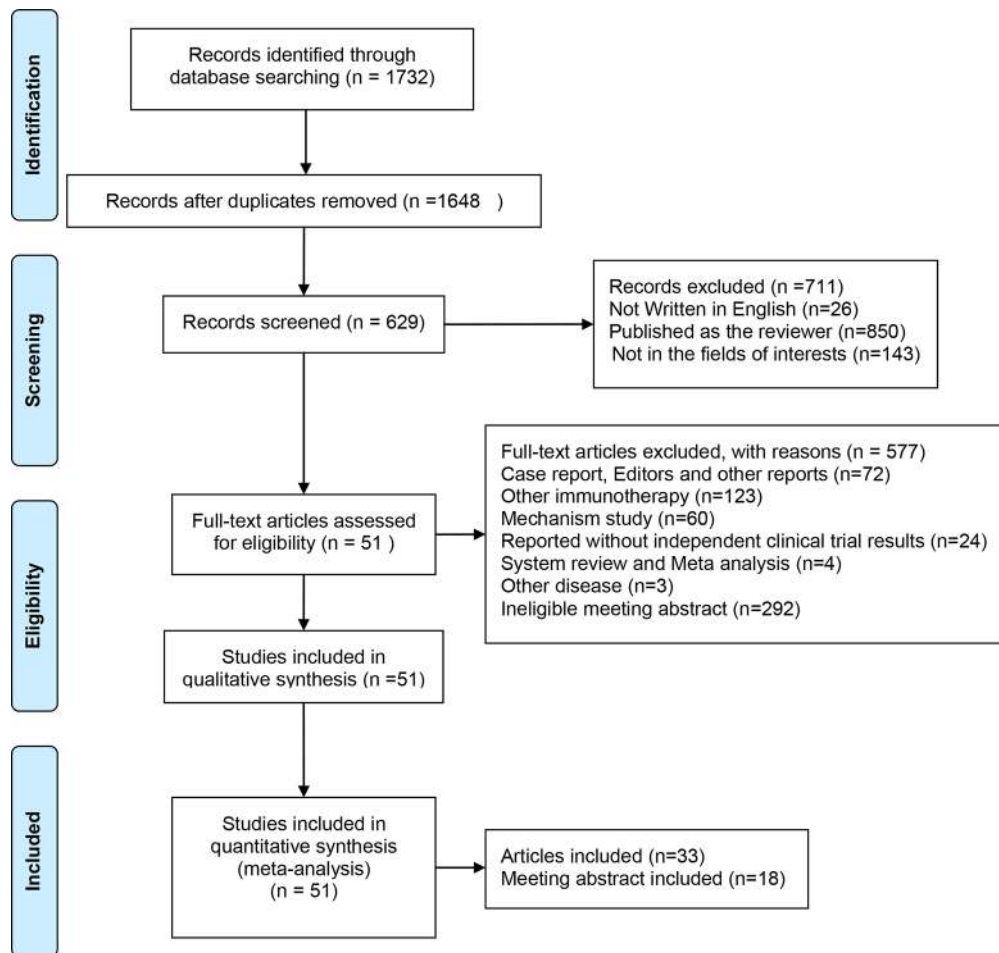 Identification
Records identified through
database searching (n = 1732)
Records after duplicates removed (n =1648 )
Screening
Records screened (n = 629)
Records excluded (n =711)
Not Written in English (n=26)
Published as the reviewer (n=850)
Not in the fields of interests (n=143)
Eligibility
Full-text articles assessed
for eligibility (n = 51 )
Full-text articles excluded, with reasons (n = 577)
Case report, Editors and other reports (n=72)
Other immunotherapy (n=123)
Mechanism study (n=60)
Reported without independent clinical trial results (n=24)
System review and Meta analysis (n=4)
Other disease (n=3)
Ineligible meeting abstract (n=292)
Studies included in
qualitative synthesis (n =51)
Included
Studies included in
quantitative synthesis
(meta-analysis)
(n = 51)
Articles included (n=33)
Meeting abstract included (n=18)